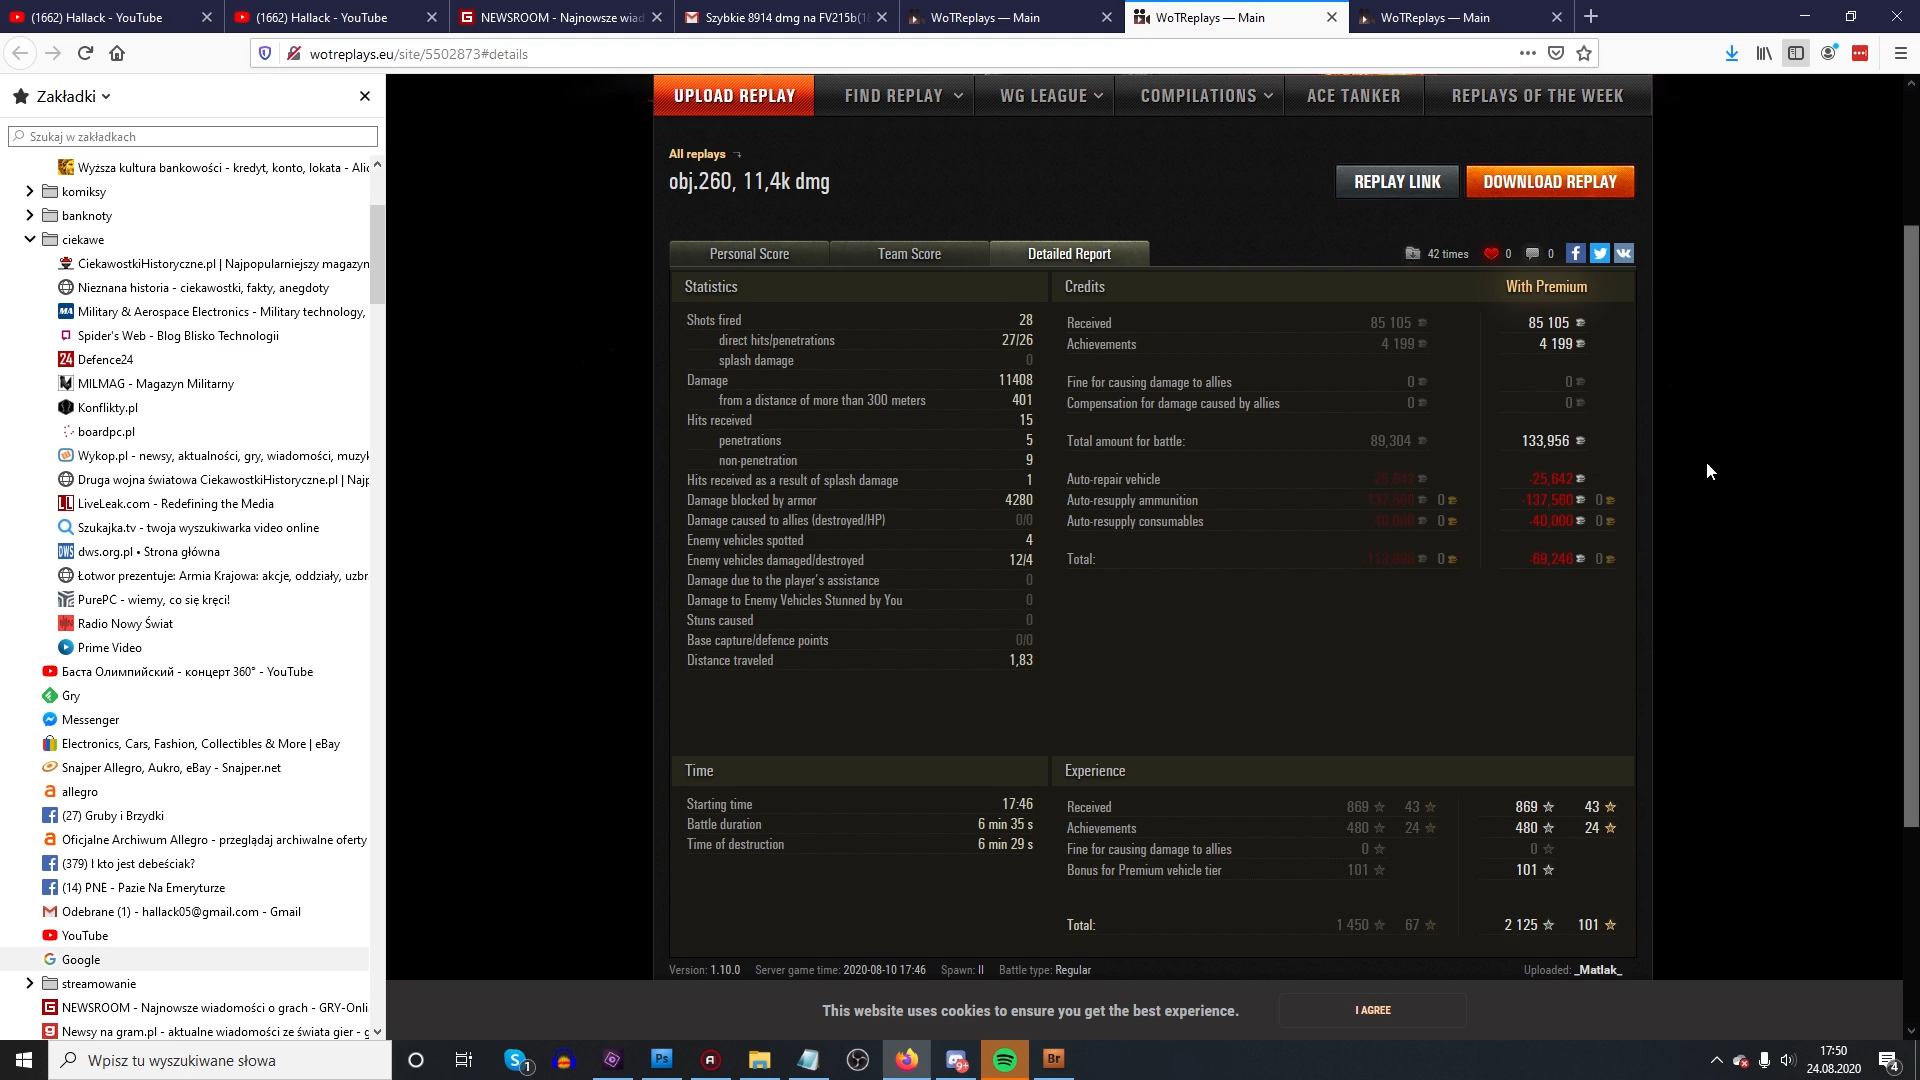 (1662) Hallack - YouTube
(1662) Hallack - YouTube
NEWSROOM - Najnowsze wiad
Szybkie 8914 dmg na FV215b(18
WoTReplays — Main
WoTReplays — Main
WoTReplays — Main
wotreplays.eu/site/5502873#details
Zakładki
Szukaj w zakładkach
Wyższa kultura bankowości - kredyt, konto, lokata - Alio
komiksy
banknoty
ciekawe
CiekawostkiHistoryczne.pl | Najpopularniejszy magazyn
Nieznana historia - ciekawostki, fakty, anegdoty
MA Military & Aerospace Electronics - Military technology,
Spider's Web - Blog Blisko Technologii
24 Defence24
MILMAG - Magazyn Militarny
Konflikty.pl
boardpc.pl
Wykop.pl - newsy, aktualności, gry, wiadomości, muzyk
Druga wojna światowa CiekawostkiHistoryczne.pl | Najp
LiveLeak.com - Redefining the Media
Szukajka.tv - twoja wyszukiwarka video online
DWS dws.org.pl • Strona główna
Łotwor prezentuje: Armia Krajowa: akcje, oddziały, uzbr
PurePC - wiemy, co się kręci!
Radio Nowy Świat
Prime Video
Баста Олимпийский - концерт 360° - YouTube
Gry
Messenger
Electronics, Cars, Fashion, Collectibles & More | eBay
Snajper Allegro, Aukro, eBay - Snajper.net
allegro
(27) Gruby i Brzydki
Oficjalne Archiwum Allegro - przeglądaj archiwalne oferty
(379) I kto jest debeściak?
(14) PNE - Pazie Na Emeryturze
Odebrane (1) - hallack05@gmail.com - Gmail
YouTube
Google
streamowanie
NEWSROOM - Najnowsze wiadomości o grach - GRY-Onli
Newsy na gram.pl - aktualne wiadomości ze świata gier - g
UPLOAD REPLAY
FIND REPLAY
WG LEAGUE
COMPILATIONS
ACE TANKER
REPLAYS OF THE WEEK
All replays
obj.260, 11,4k dmg
REPLAY LINK
DOWNLOAD REPLAY
Personal Score
Team Score
Detailed Report
42 times
0
0
Statistics
Shots fired 28
direct hits/penetrations 27/26
splash damage 0
Damage 11408
from a distance of more than 300 meters 401
Hits received 15
penetrations 5
non-penetration 9
Hits received as a result of splash damage 1
Damage blocked by armor 4280
Damage caused to allies (destroyed/HP) 0/0
Enemy vehicles spotted 4
Enemy vehicles damaged/destroyed 12/4
Damage due to the player's assistance 0
Damage to Enemy Vehicles Stunned by You 0
Stuns caused 0
Base capture/defence points 0/0
Distance traveled 1,83
Credits With Premium
Received 85 105 85 105
Achievements 4 199 4 199
Fine for causing damage to allies 0 0
Compensation for damage caused by allies 0 0
Total amount for battle: 89,304 133,956
Auto-repair vehicle -25,642 -25,642
Auto-resupply ammunition -137,560 0 -137,560 0
Auto-resupply consumables -40,000 0 -40,000 0
Total: 0 -69,246 0
Time
Starting time 17:46
Battle duration 6 min 35 s
Time of destruction 6 min 29 s
Experience
Received 869 43 869 43
Achievements 480 24 480 24
Fine for causing damage to allies 0 0
Bonus for Premium vehicle tier 101 101
Total: 1 450 67 2 125 101
Version: 1.10.0 Server game time: 2020-08-10 17:46 Spawn: II Battle type: Regular
Uploaded: _Matlak_
This website uses cookies to ensure you get the best experience.
I AGREE
Wpisz tu wyszukiwane słowa
1
Ps
9+
Br
17:50
24.08.2020
4